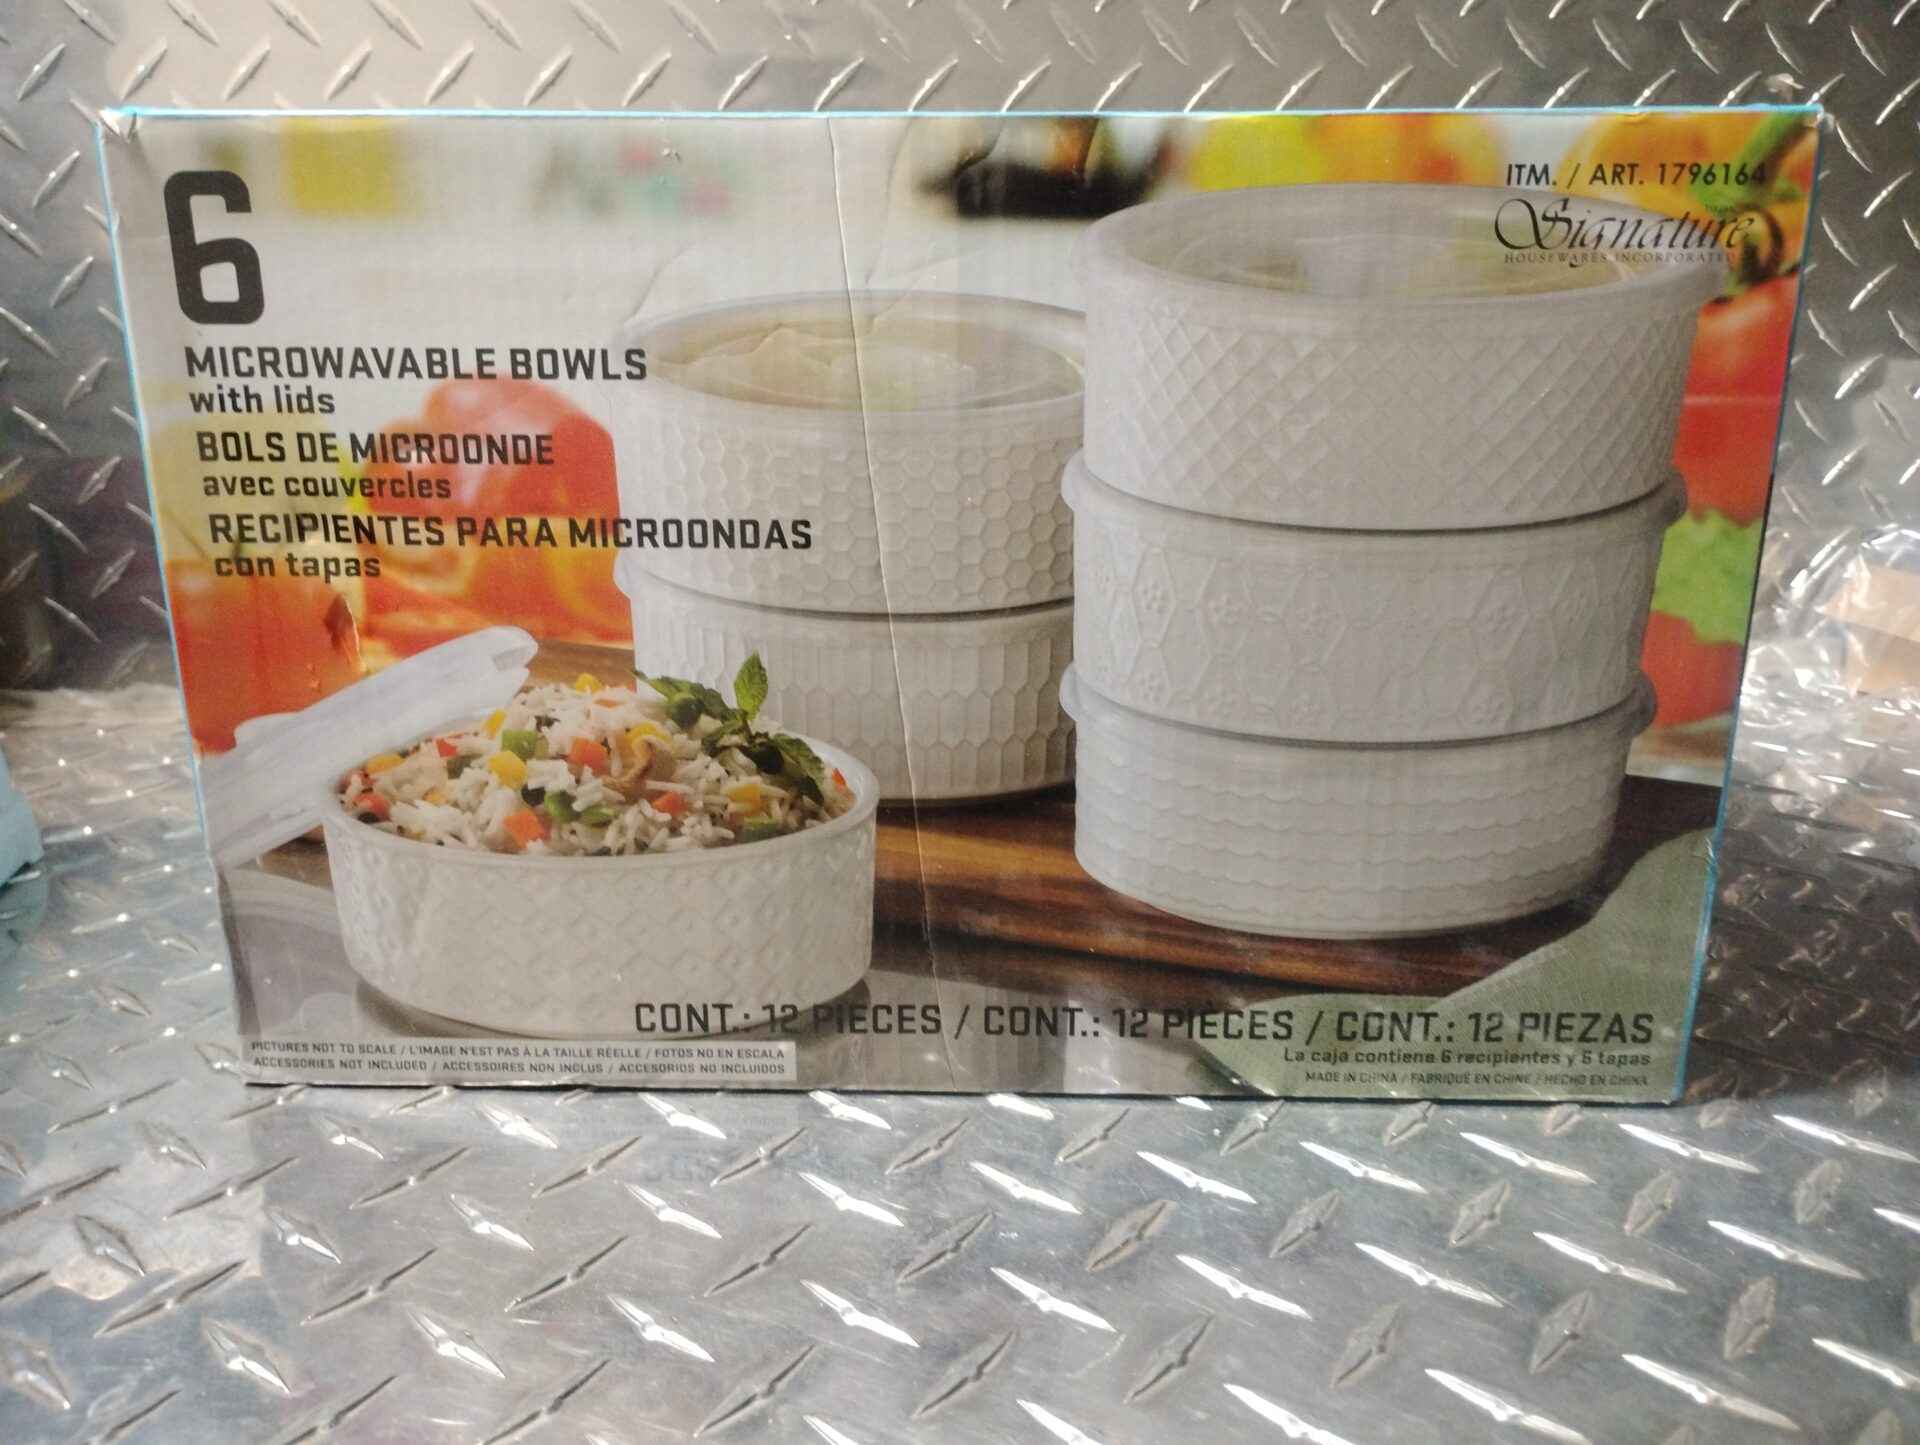 6
MICROWAVABLE BOWLS
with lids
BOLS DE MICROONDE
avec couvercles
RECIPIENTES PARA MICROONDAS
con tapas
ITM. / ART. 1796164
Signature
HOUSEWARES INCORPORATED
CONT.: 12 PIECES / CONT.: 12 PIÈCES / CONT.: 12 PIEZAS
La caja contiene 6 recipientes y 6 tapas
MADE IN CHINA / FABRIQUÉ EN CHINE / HECHO EN CHINA
PICTURES NOT TO SCALE / L'IMAGE N'EST PAS À LA TAILLE RÉELLE / FOTOS NO EN ESCALA
ACCESSORIES NOT INCLUDED / ACCESSOIRES NON INCLUS / ACCESORIOS NO INCLUIDOS